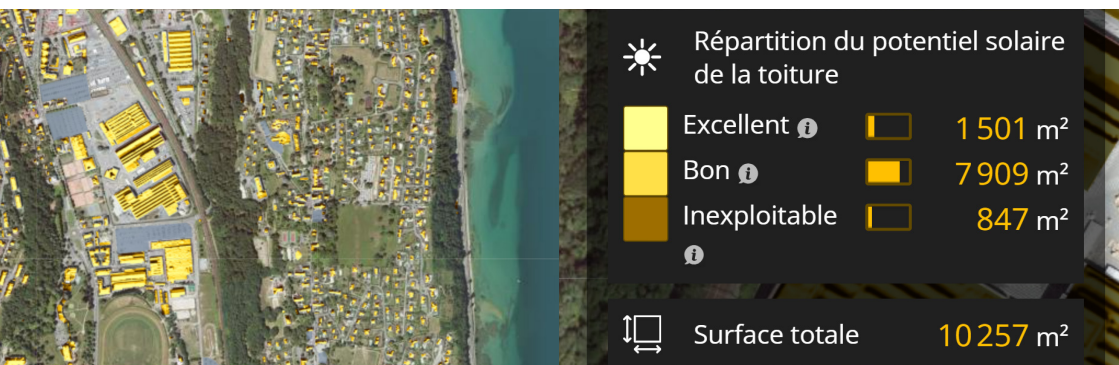 Répartition du potentiel solaire
de la toiture
Excellent
1 501 m²
Bon
7 909 m²
Inexploitable
847 m²
Surface totale
10 257 m²